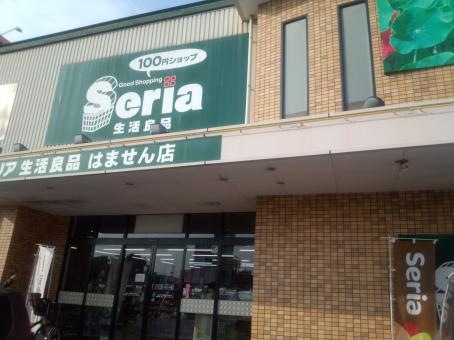 100円ショップ
Good Shopping
Seria
生活良品
リア 生活良品 はません店
Seria